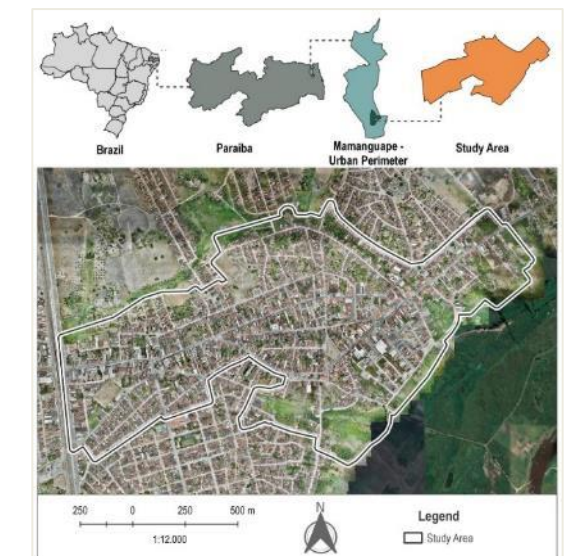 Brazil
Paraiba
Mamanguape -
Urban Perimeter
Study Area
250 0 250 500 m
1:12.000
N
Legend
Study Area